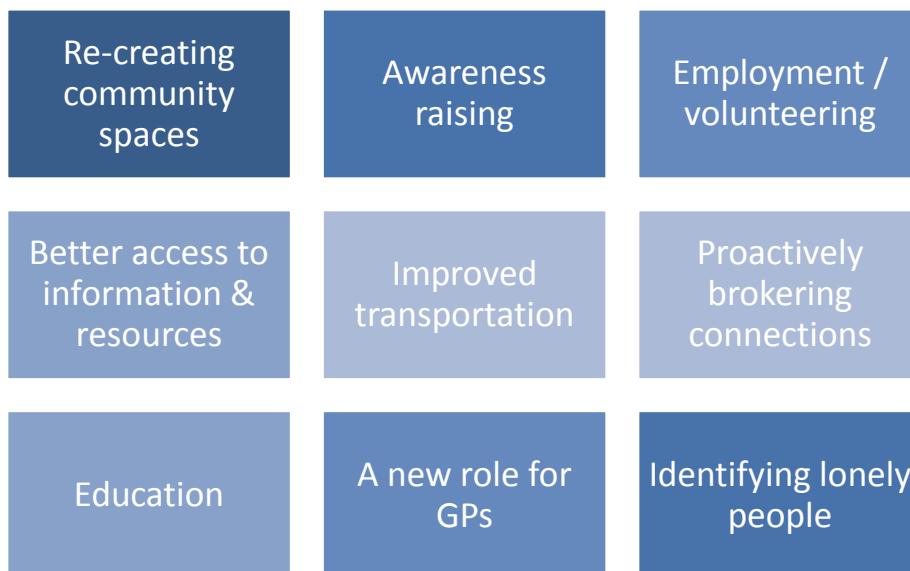 Re-creating
community
spaces
Awareness
raising
Employment /
volunteering
Better access to
information &
resources
Improved
transportation
Proactively
brokering
connections
Education
A new role for
GPs
Identifying lonely
people